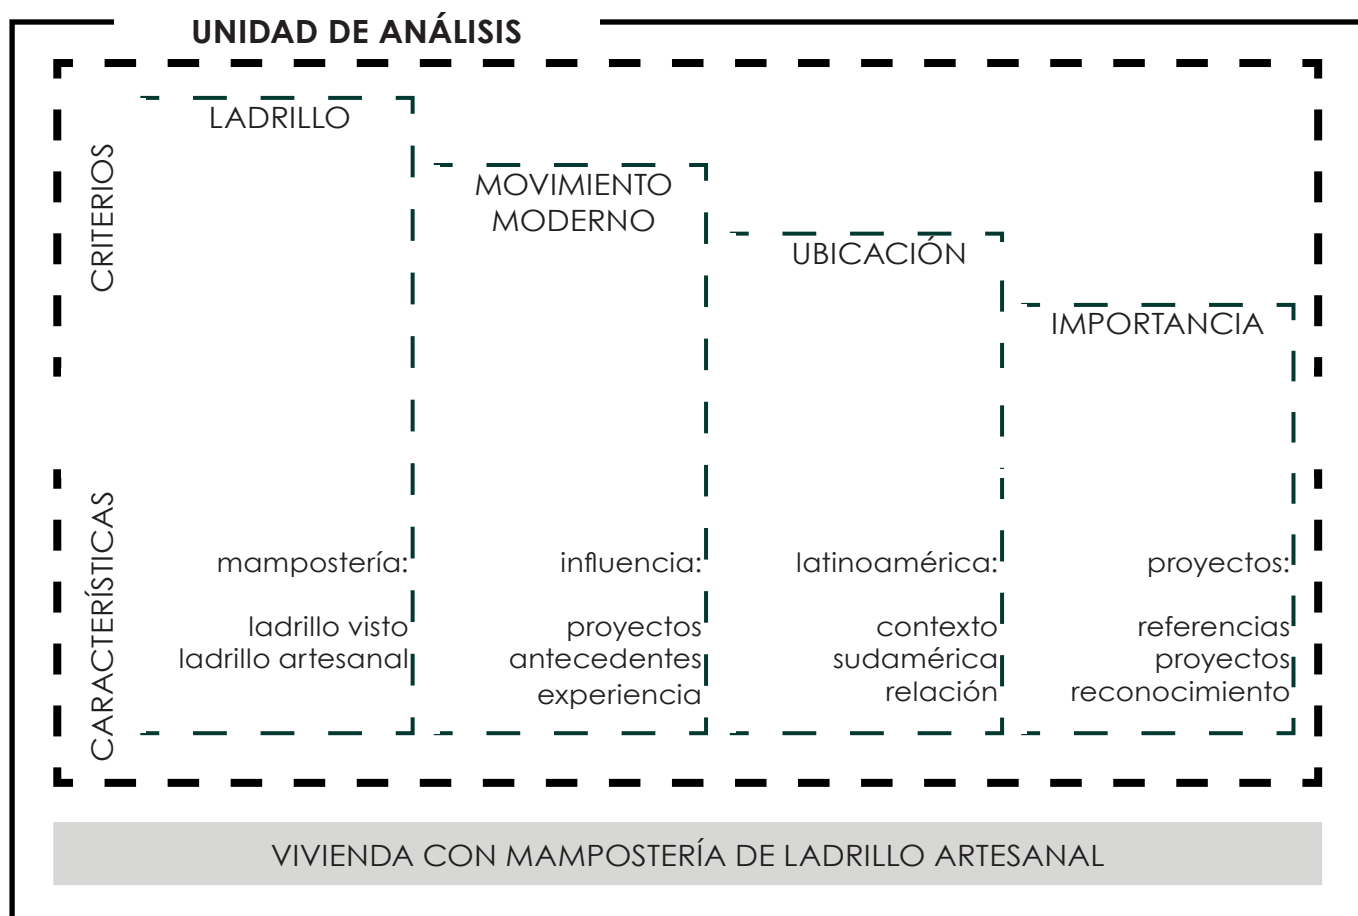 UNIDAD DE ANÁLISIS
CRITERIOS
LADRILLO
MOVIMIENTO
MODERNO
UBICACIÓN
IMPORTANCIA
CARACTERÍSTICAS
mampostería:
ladrillo visto
ladrillo artesanal
influencia:
proyectos
antecedentes
experiencia
latinoamérica:
contexto
sudamérica
relación
proyectos:
referencias
proyectos
reconocimiento
VIVIENDA CON MAMPOSTERÍA DE LADRILLO ARTESANAL